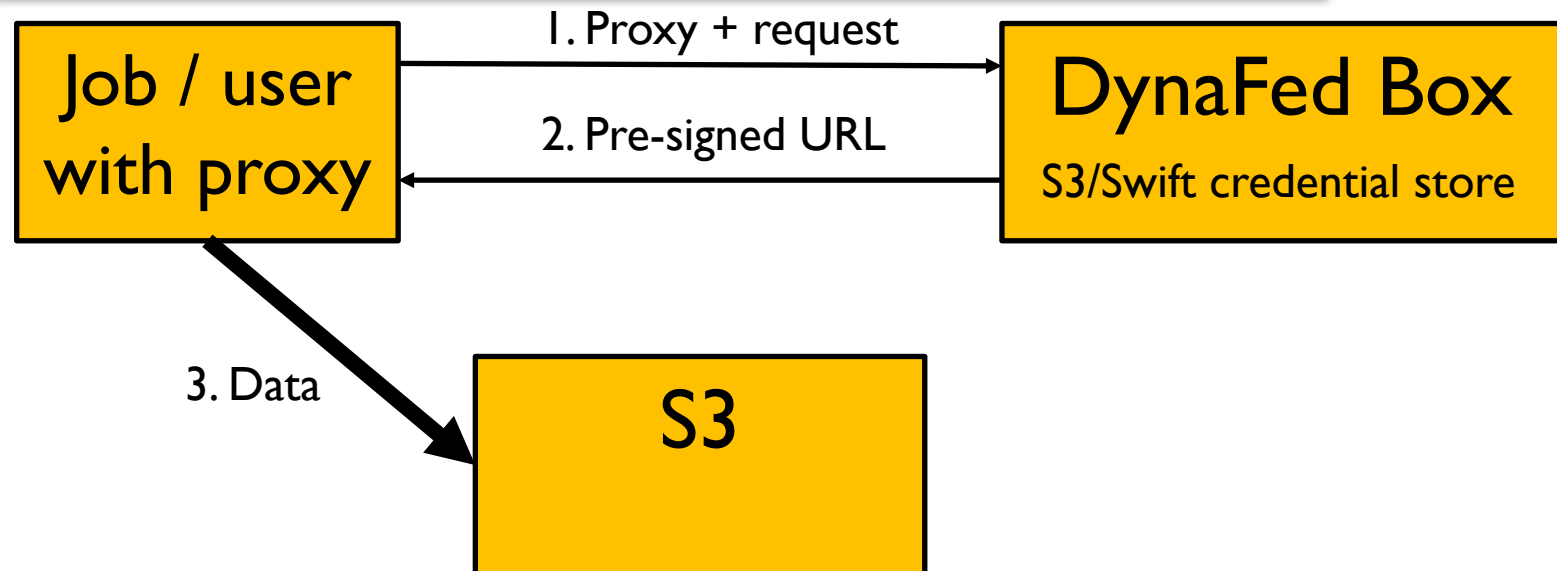 Job / user
with proxy
1. Proxy + request
2. Pre-signed URL
DynaFed Box
S3/Swift credential store
3. Data
S3